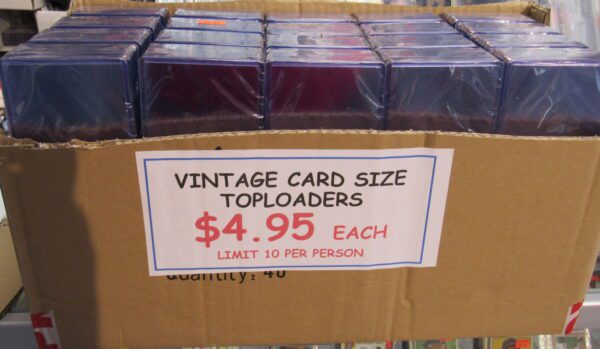 VINTAGE CARD SIZE
TOPLOADERS
$4.95 EACH
LIMIT 10 PER PERSON
Quantity: 40